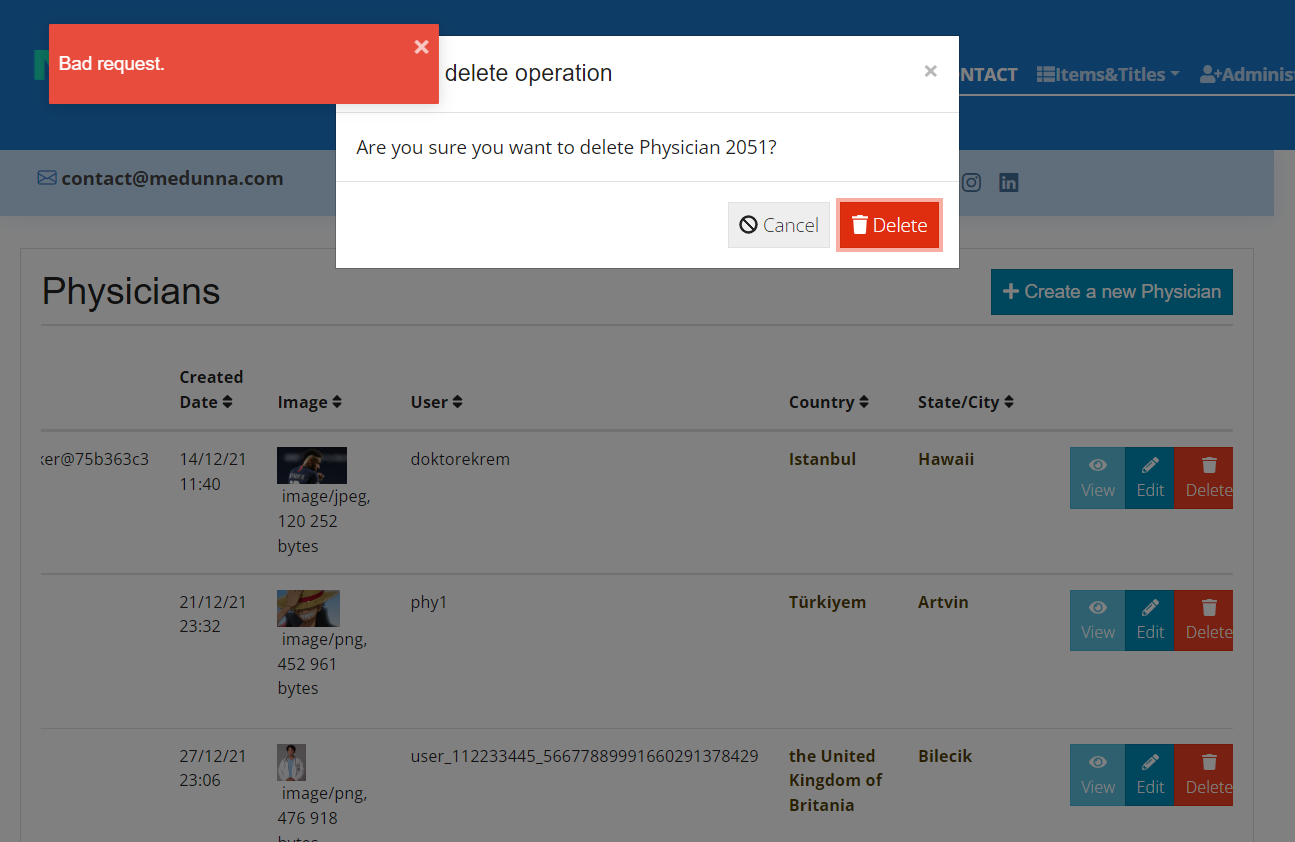 Bad request.
delete operation
NTACT
Items&Titles
Adminis
Are you sure you want to delete Physician 2051?
contact@medunna.com
Cancel
Delete
Physicians
Create a new Physician
Created
Date
Image
User
Country
State/City
ker@75b363c3
14/12/21
11:40
image/jpeg,
120 252
bytes
doktorekrem
Istanbul
Hawaii
View
Edit
Delete
21/12/21
23:32
image/png,
452 961
bytes
phy1
Türkiyem
Artvin
View
Edit
Delete
27/12/21
23:06
image/png,
476 918
bytes
user_112233445_56677889991660291378429
the United
Kingdom of
Britania
Bilecik
View
Edit
Delete